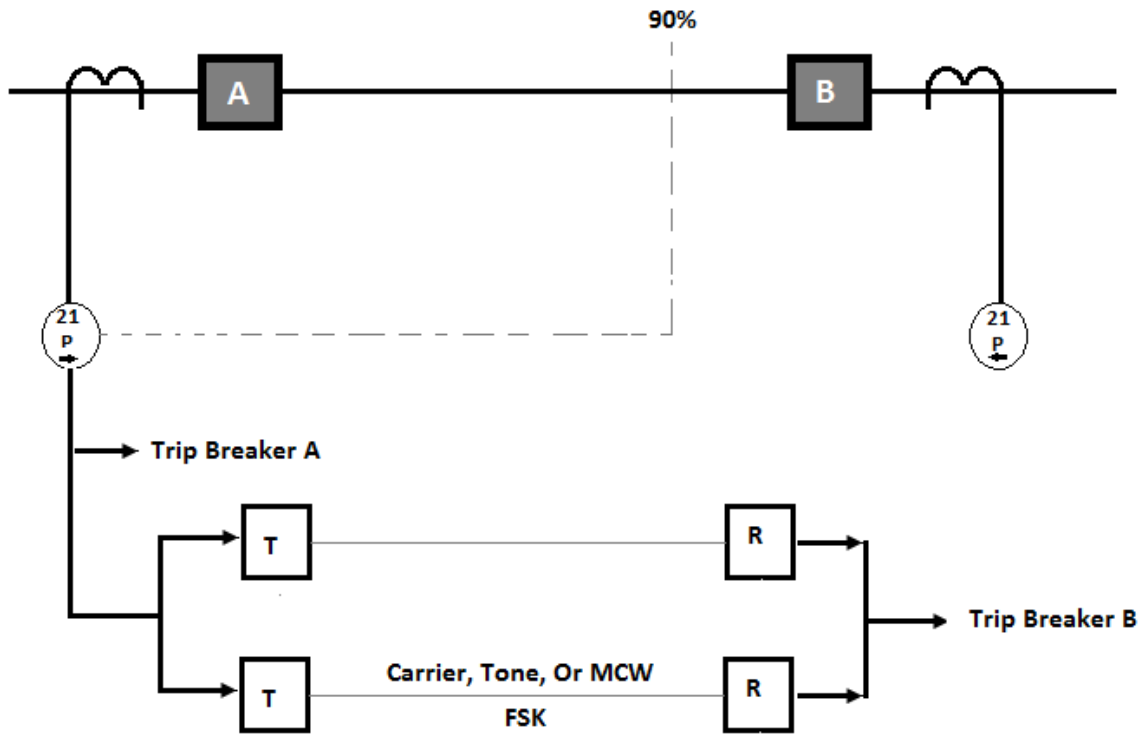 90%
A
B
21
P
21
P
Trip Breaker A
T
R
Trip Breaker B
Carrier, Tone, Or MCW
T
R
FSK